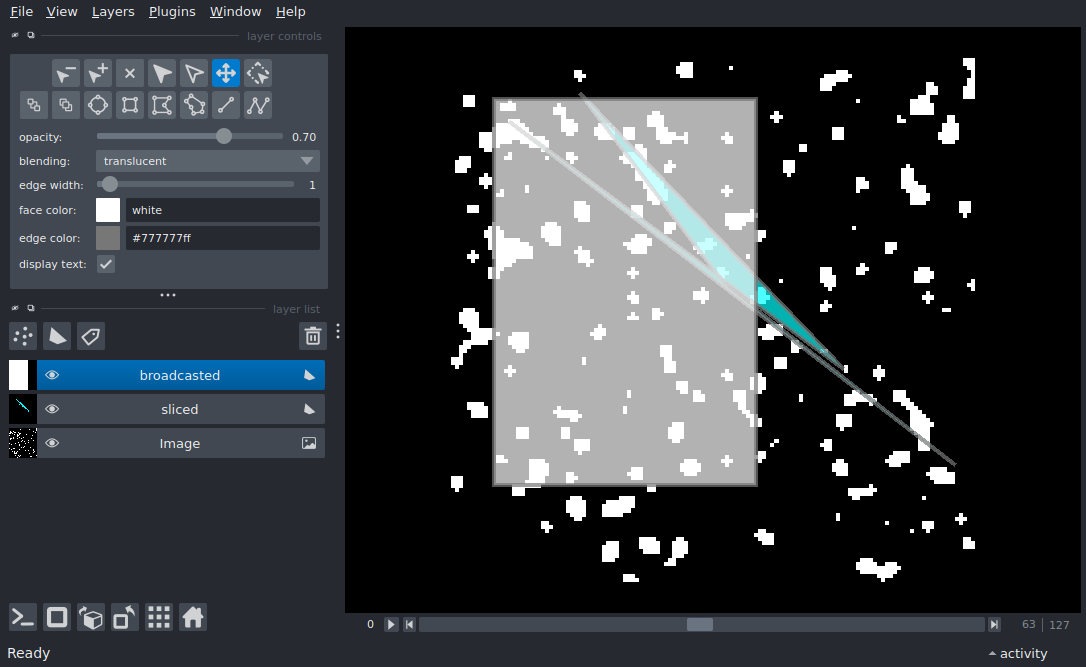 File View Layers Plugins Window Help
layer controls
opacity: 0.70
blending: translucent
edge width: 1
face color: white
edge color: #777777ff
display text:
layer list
broadcasted
sliced
Image
0 63 127
Ready activity